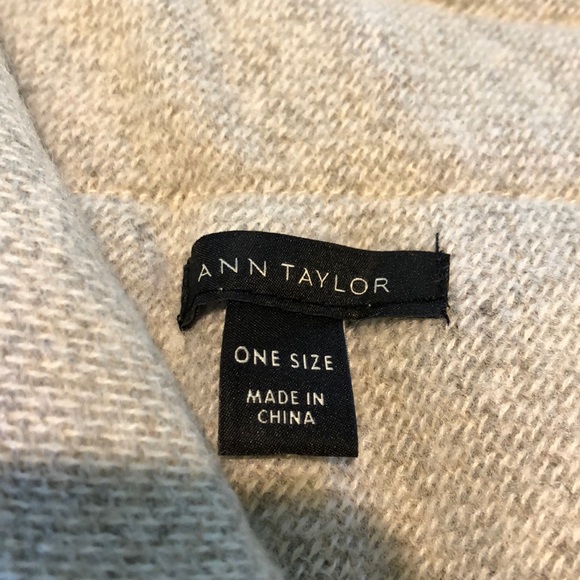 ANN TAYLOR
ONE SIZE
MADE IN
CHINA